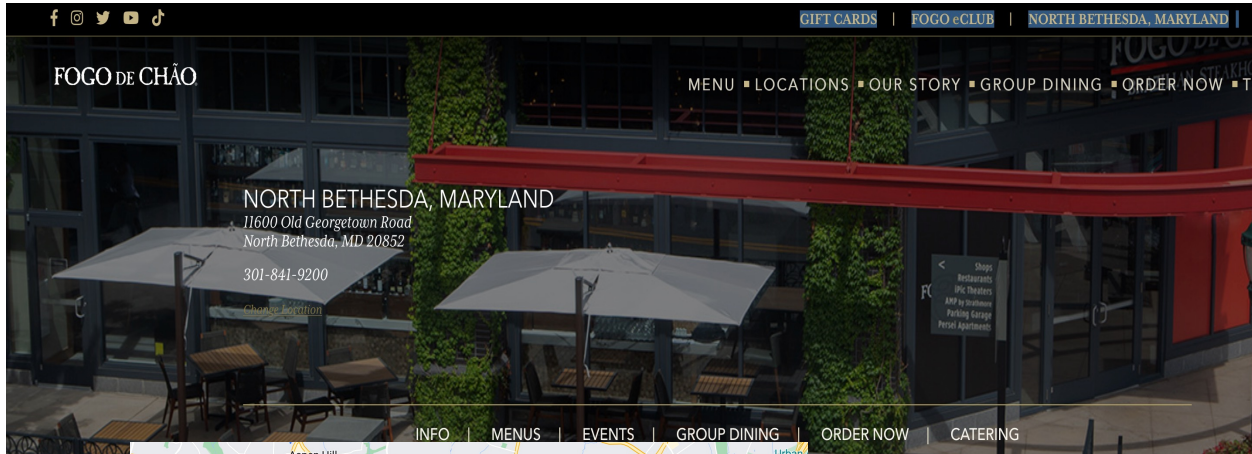 GIFT CARDS | FOGO eCLUB | NORTH BETHESDA, MARYLAND |
FOGO DE CHÃO
MENU ▪ LOCATIONS ▪ OUR STORY ▪ GROUP DINING ▪ ORDER NOW ▪ T
NORTH BETHESDA, MARYLAND
11600 Old Georgetown Road
North Bethesda, MD 20852
301-841-9200
Change Location
< Shops
Restaurants
iPic Theaters
AMP by Strathmore
Parking Garage
Persei Apartments
INFO | MENUS | EVENTS | GROUP DINING | ORDER NOW | CATERING